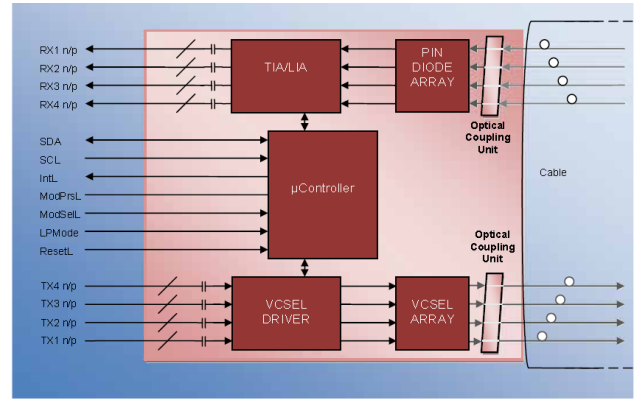 RX1 n/p
RX2 n/p
RX3 n/p
RX4 n/p
TIA/LIA
PIN
DIODE
ARRAY
Optical
Coupling
Unit
Cable
SDA
SCL
IntL
ModPrsL
ModSelL
LPMode
ResetL
µController
Optical
Coupling
Unit
TX4 n/p
TX3 n/p
TX2 n/p
TX1 n/p
VCSEL
DRIVER
VCSEL
ARRAY